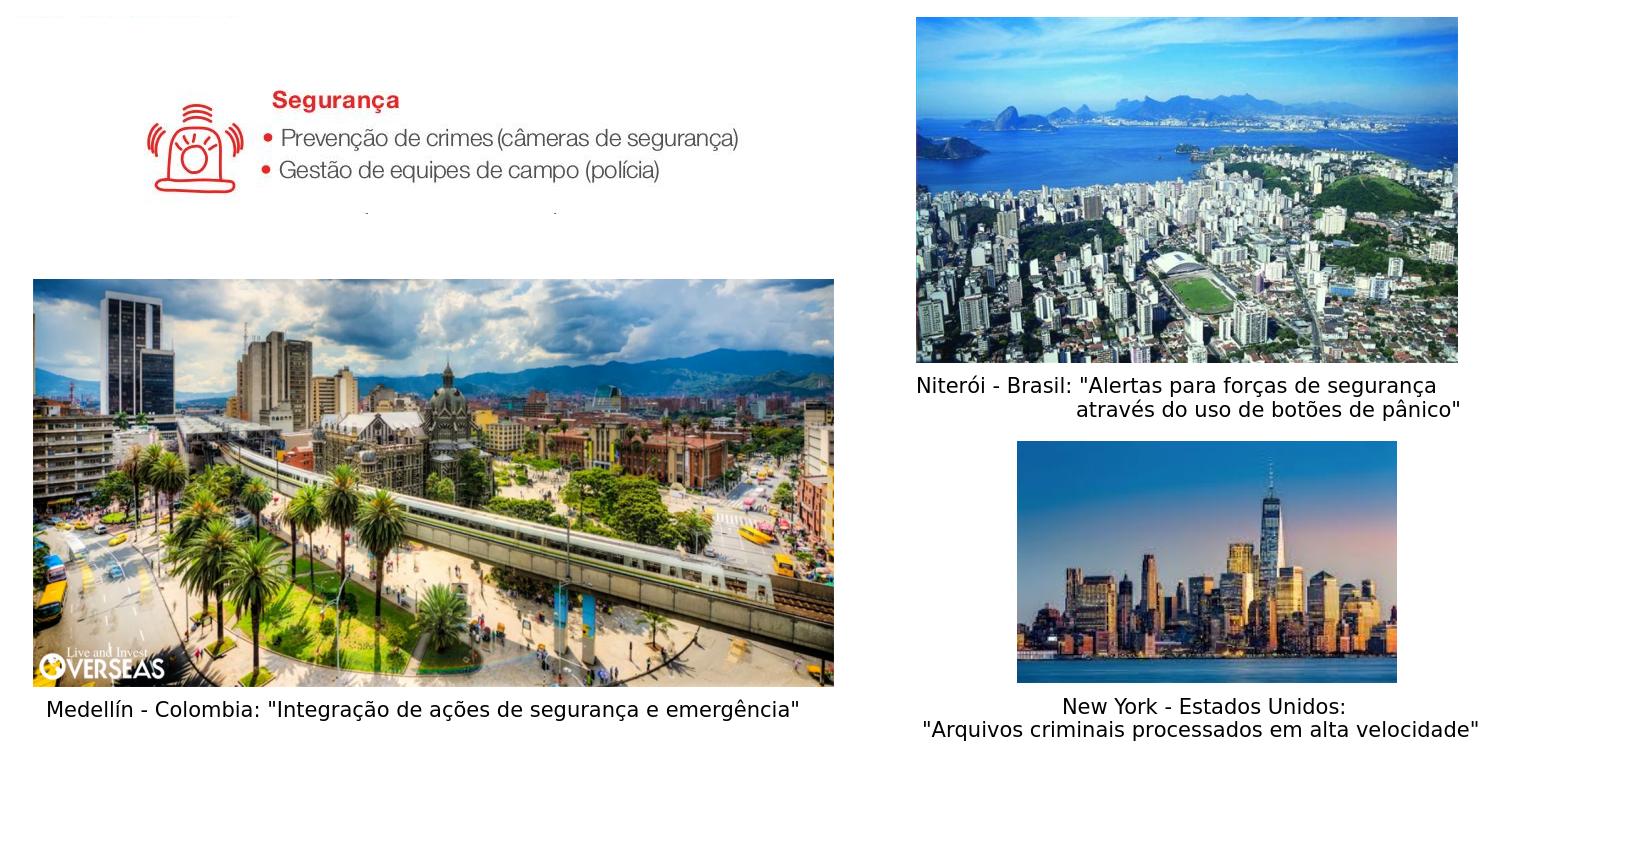 Segurança
• Prevenção de crimes (câmeras de segurança)
• Gestão de equipes de campo (polícia)
Live and Invest
OVERSEAS
Medellín - Colombia: "Integração de ações de segurança e emergência"
Niterói - Brasil: "Alertas para forças de segurança
através do uso de botões de pânico"
New York - Estados Unidos:
"Arquivos criminais processados em alta velocidade"